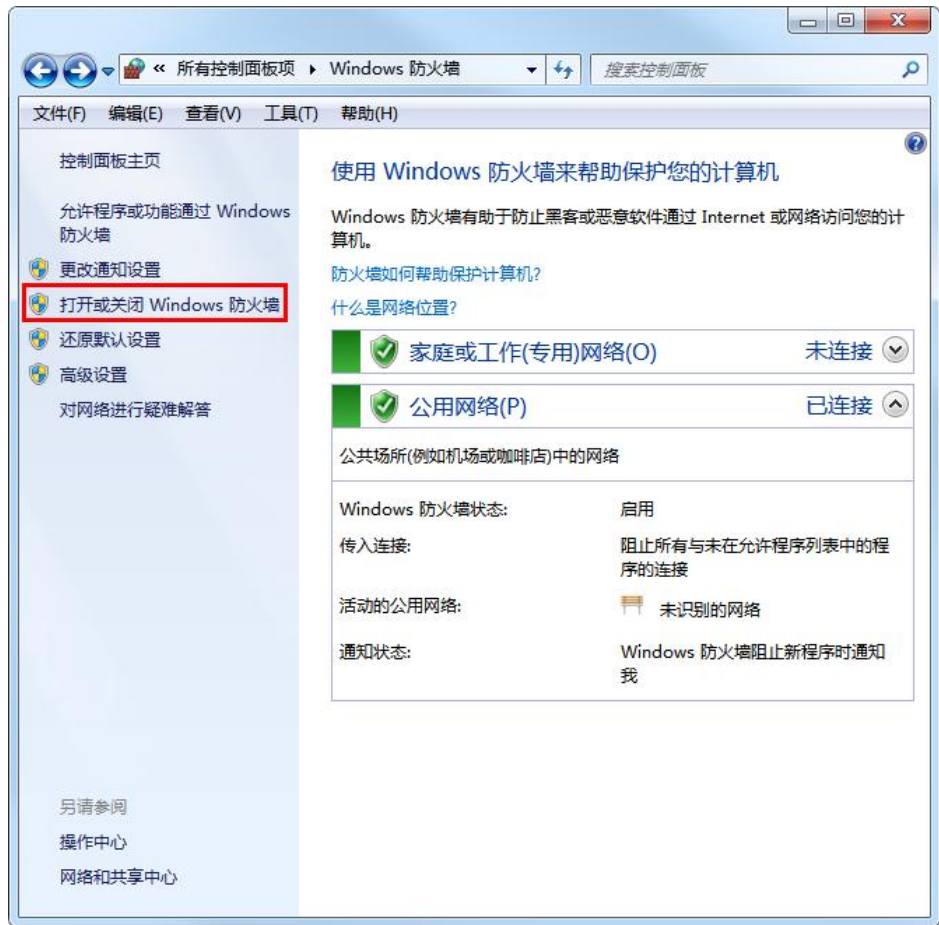 « 所有控制面板项 ▸ Windows 防火墙
搜索控制面板
文件(F) 编辑(E) 查看(V) 工具(T) 帮助(H)
控制面板主页
允许程序或功能通过 Windows
防火墙
更改通知设置
打开或关闭 Windows 防火墙
还原默认设置
高级设置
对网络进行疑难解答
使用 Windows 防火墙来帮助保护您的计算机
Windows 防火墙有助于防止黑客或恶意软件通过 Internet 或网络访问您的计
算机。
防火墙如何帮助保护计算机?
什么是网络位置?
家庭或工作(专用)网络(O) 未连接
公用网络(P) 已连接
公共场所(例如机场或咖啡店)中的网络
Windows 防火墙状态: 启用
传入连接: 阻止所有与未在允许程序列表中的程
序的连接
活动的公用网络: 未识别的网络
通知状态: Windows 防火墙阻止新程序时通知
我
另请参阅
操作中心
网络和共享中心